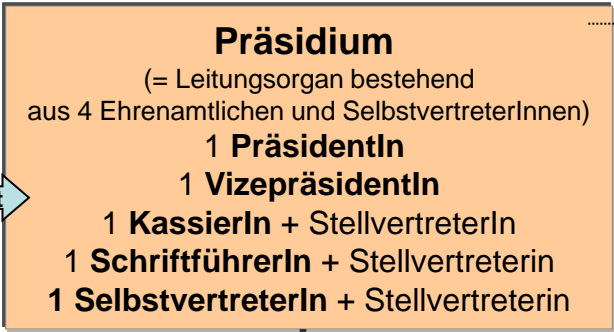 Präsidium
(= Leitungsorgan bestehend
aus 4 Ehrenamtlichen und SelbstvertreterInnen)
1 PräsidentIn
1 VizepräsidentIn
1 KassierIn + StellvertreterIn
1 SchriftführerIn + Stellvertreterin
1 SelbstvertreterIn + Stellvertreterin